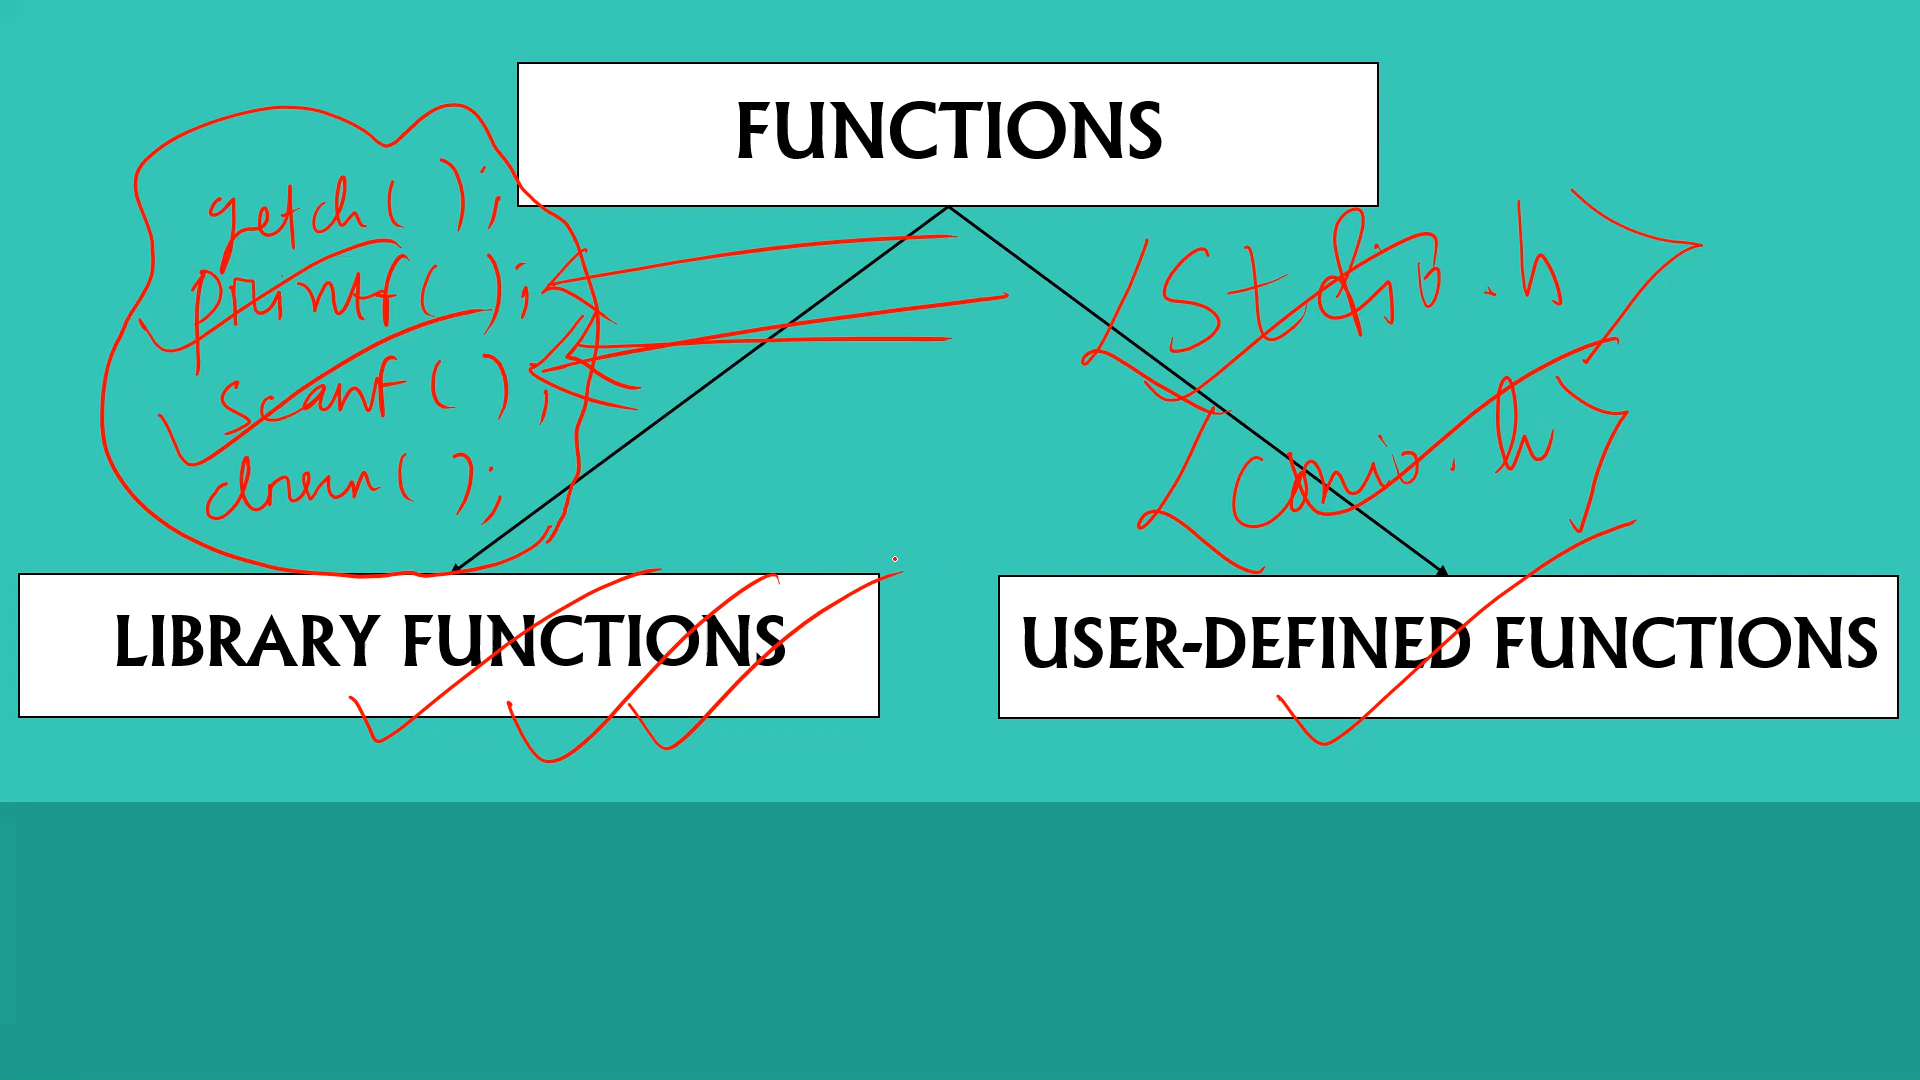 FUNCTIONS
getch();
printf();
scanf();
clrscr();
<stdio.h>
<conio.h>
LIBRARY FUNCTIONS
USER-DEFINED FUNCTIONS